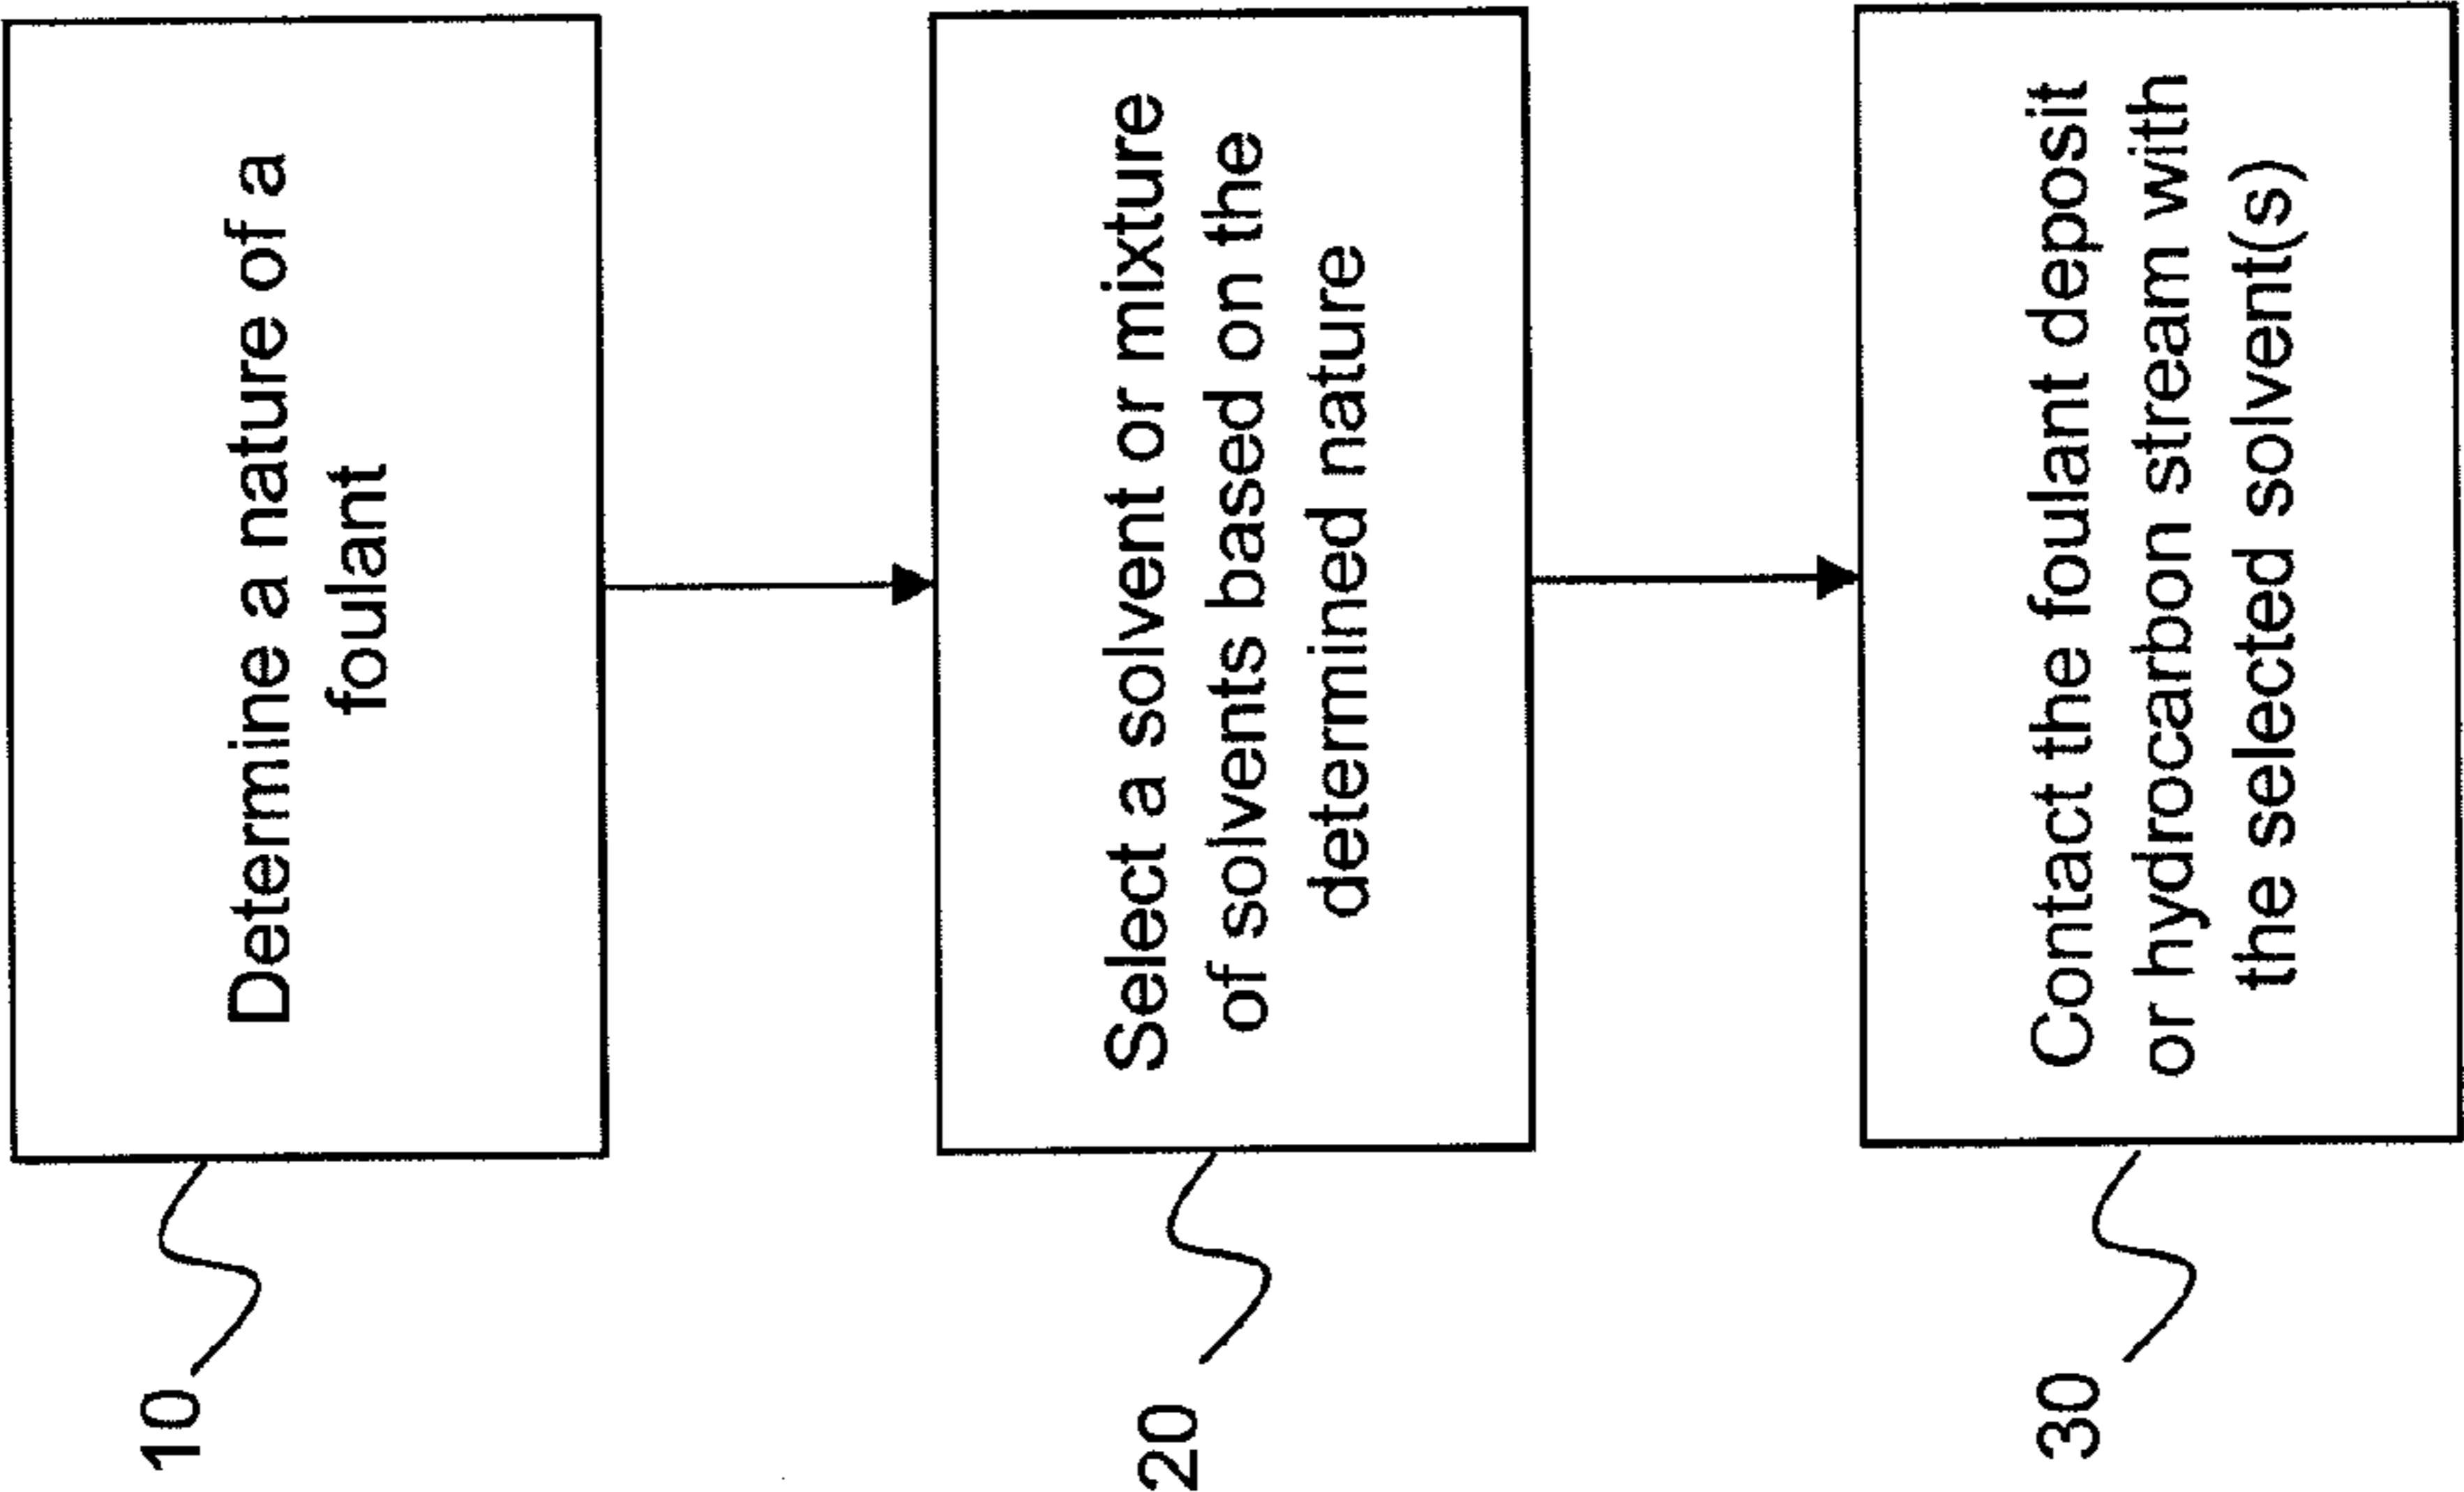 10
Determine a nature of a
foulant
20
Select a solvent or mixture
of solvents based on the
determined nature
30
Contact the foulant deposit
or hydrocarbon stream with
the selected solvent(s)